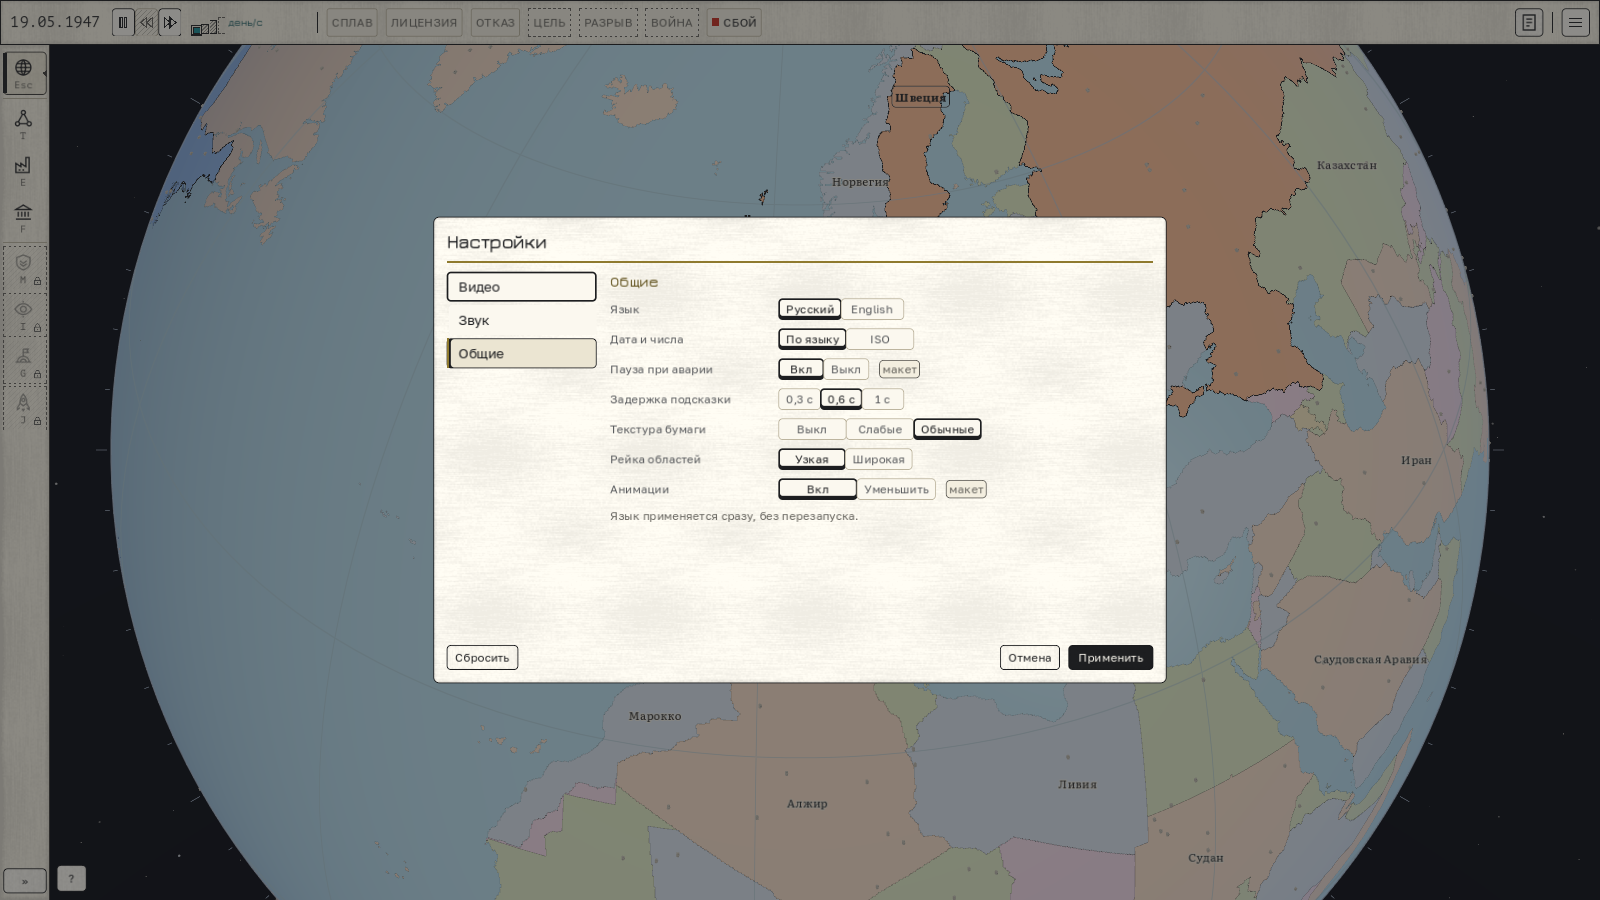 19.05.1947 день/с СПЛАВ ЛИЦЕНЗИЯ ОТКАЗ ЦЕЛЬ РАЗРЫВ ВОЙНА СБОЙ
Esc
T
E
F
M
I
G
J
»
?
Швеция
Норвегия
Казахстан
Иран
Саудовская Аравия
Марокко
Алжир
Ливия
Судан
Настройки
Видео
Звук
Общие
Общие
Язык Русский English
Дата и числа По языку ISO
Пауза при аварии Вкл Выкл макет
Задержка подсказки 0,3 с 0,6 с 1 с
Текстура бумаги Выкл Слабые Обычные
Рейка областей Узкая Широкая
Анимации Вкл Уменьшить макет
Язык применяется сразу, без перезапуска.
Сбросить Отмена Применить